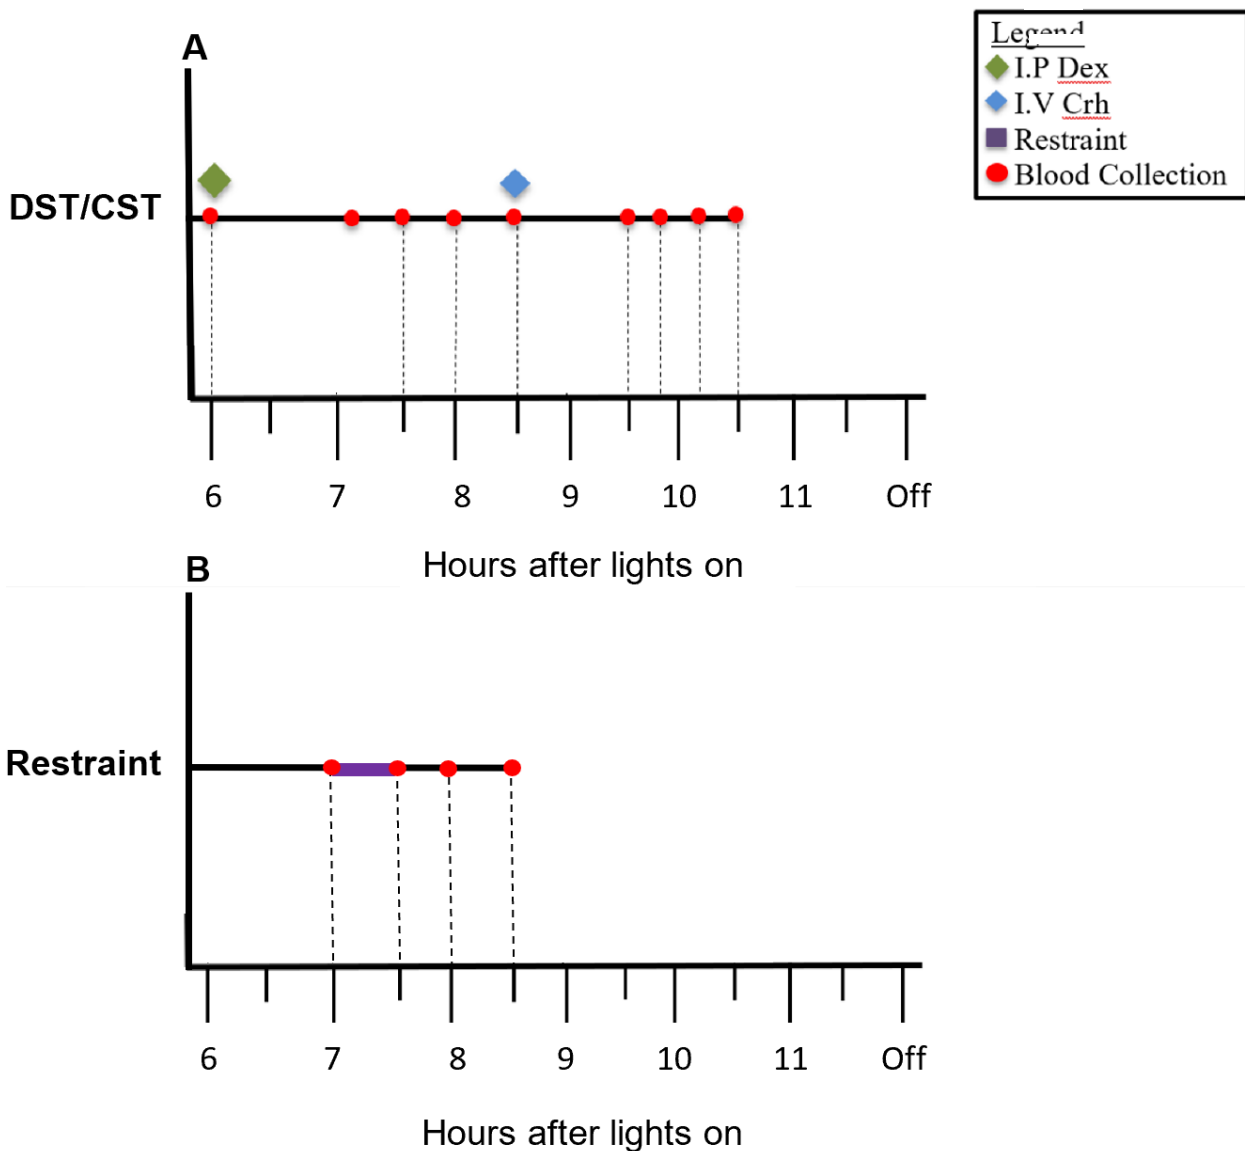 A
Legend
I.P Dex
I.V Crh
Restraint
Blood Collection
DST/CST
6 7 8 9 10 11 Off
Hours after lights on
B
Restraint
6 7 8 9 10 11 Off
Hours after lights on